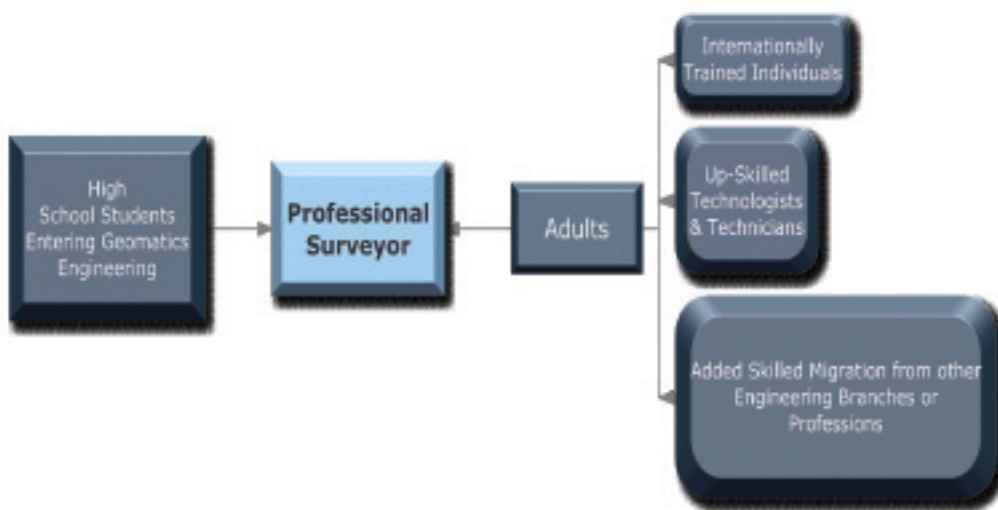 High
School Students
Entering Geomatics
Engineering
Professional
Surveyor
Adults
Internationally
Trained Individuals
Up-Skilled
Technologists
& Technicians
Added Skilled Migration from other
Engineering Branches or
Professions